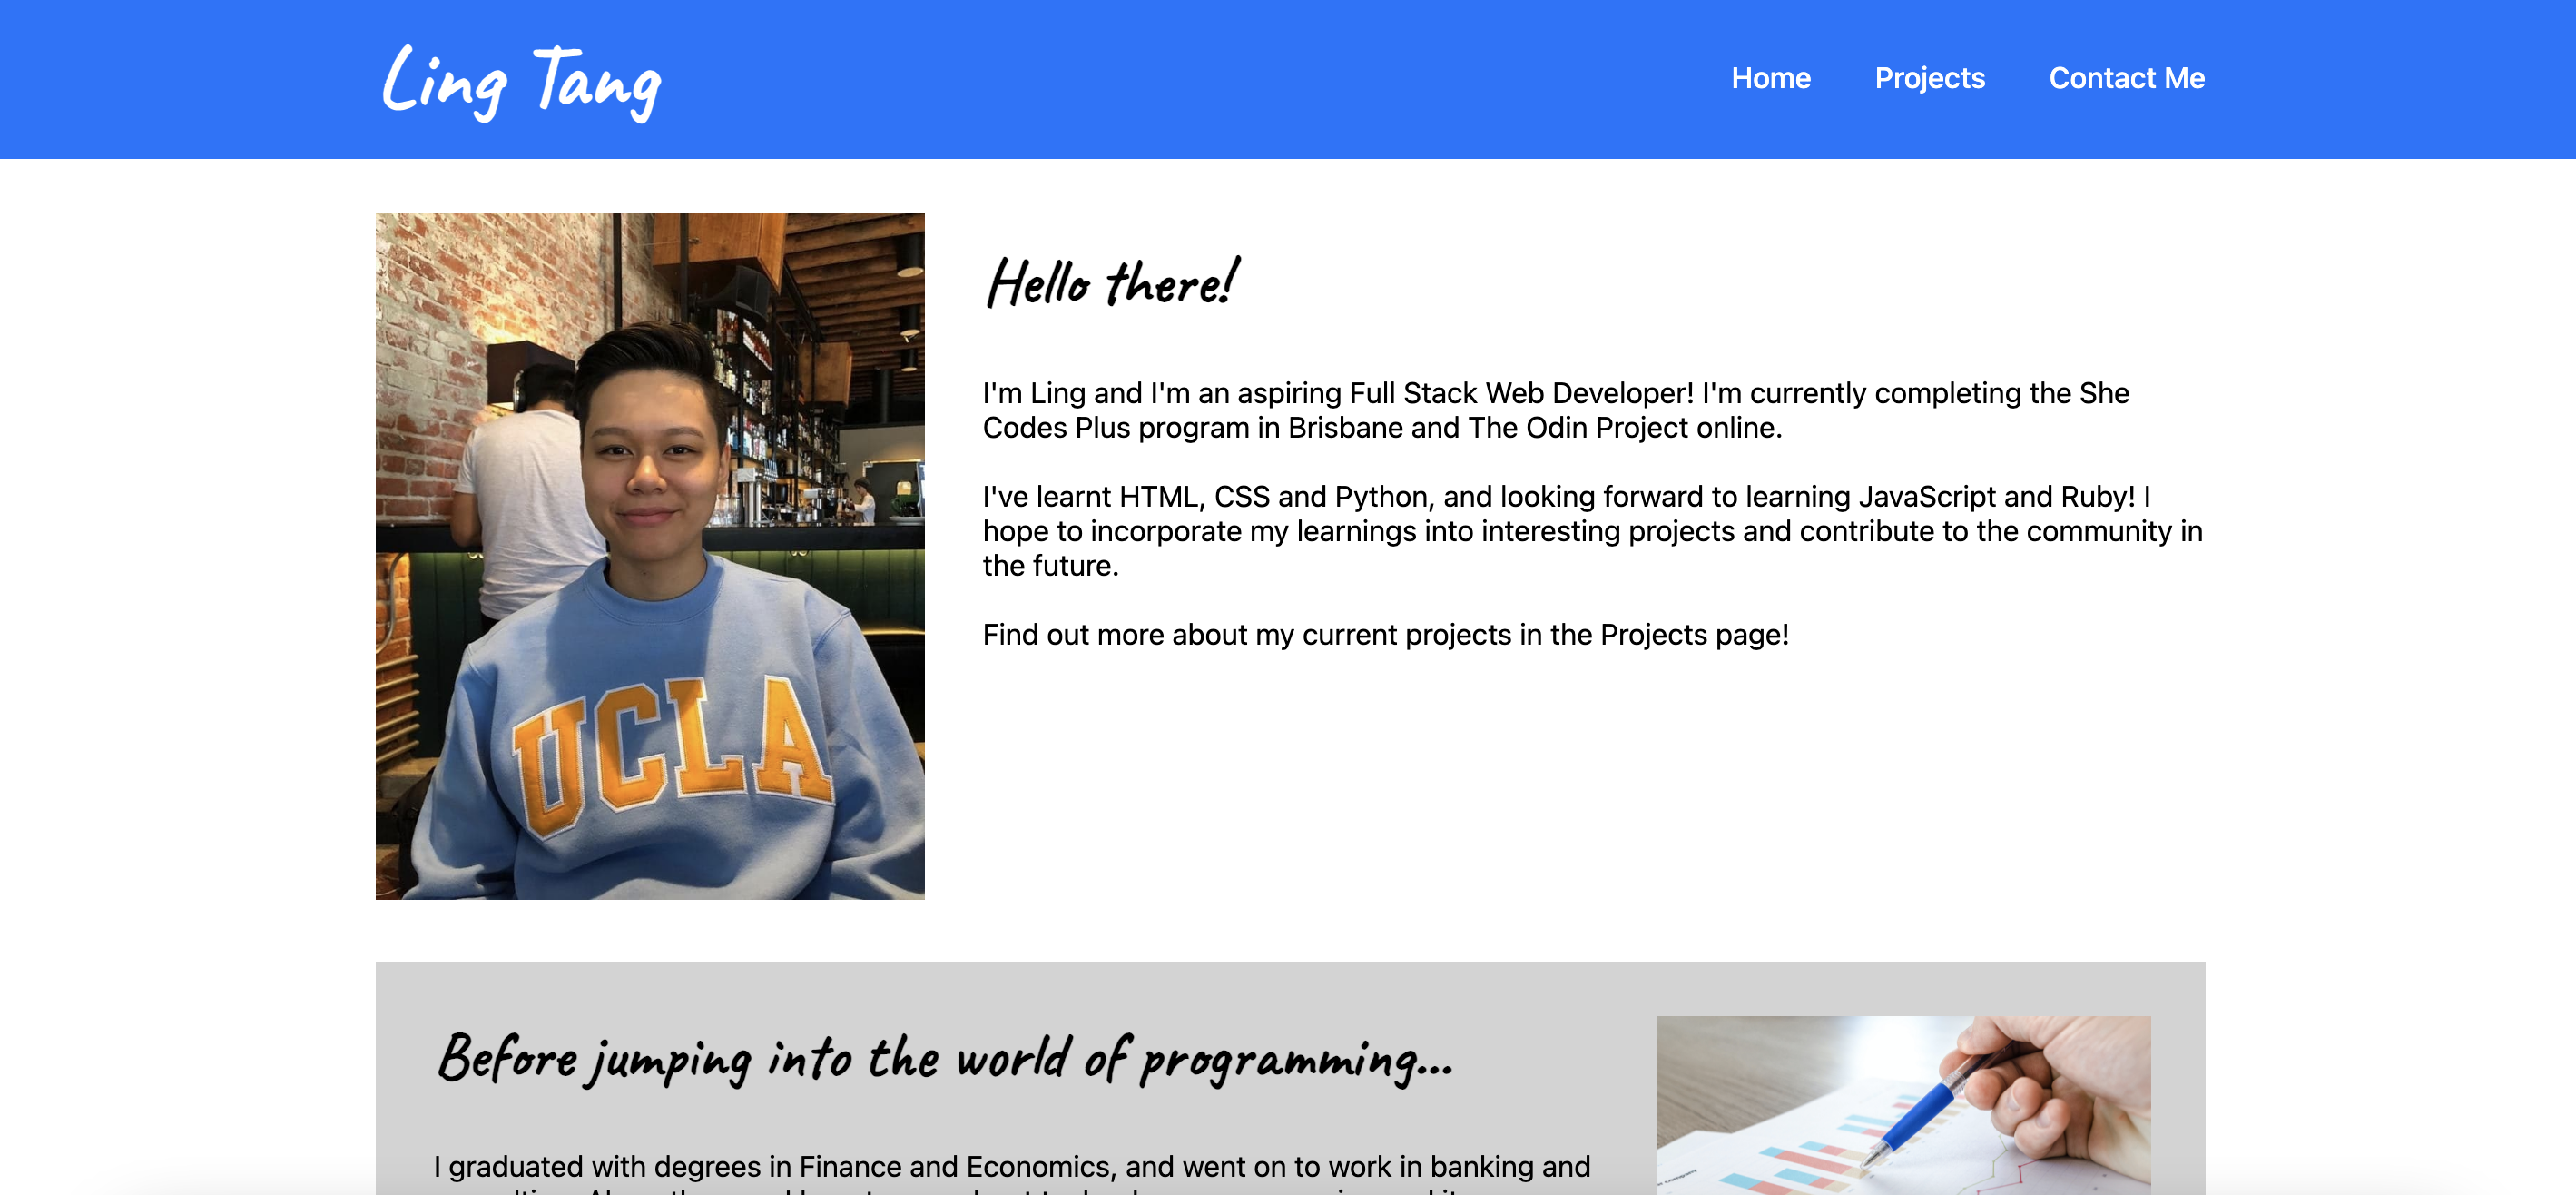 Ling Tang
Home Projects Contact Me
Hello there!
I'm Ling and I'm an aspiring Full Stack Web Developer! I'm currently completing the She
Codes Plus program in Brisbane and The Odin Project online.
I've learnt HTML, CSS and Python, and looking forward to learning JavaScript and Ruby! I
hope to incorporate my learnings into interesting projects and contribute to the community in
the future.
Find out more about my current projects in the Projects page!
UCLA
Before jumping into the world of programming...
I graduated with degrees in Finance and Economics, and went on to work in banking and